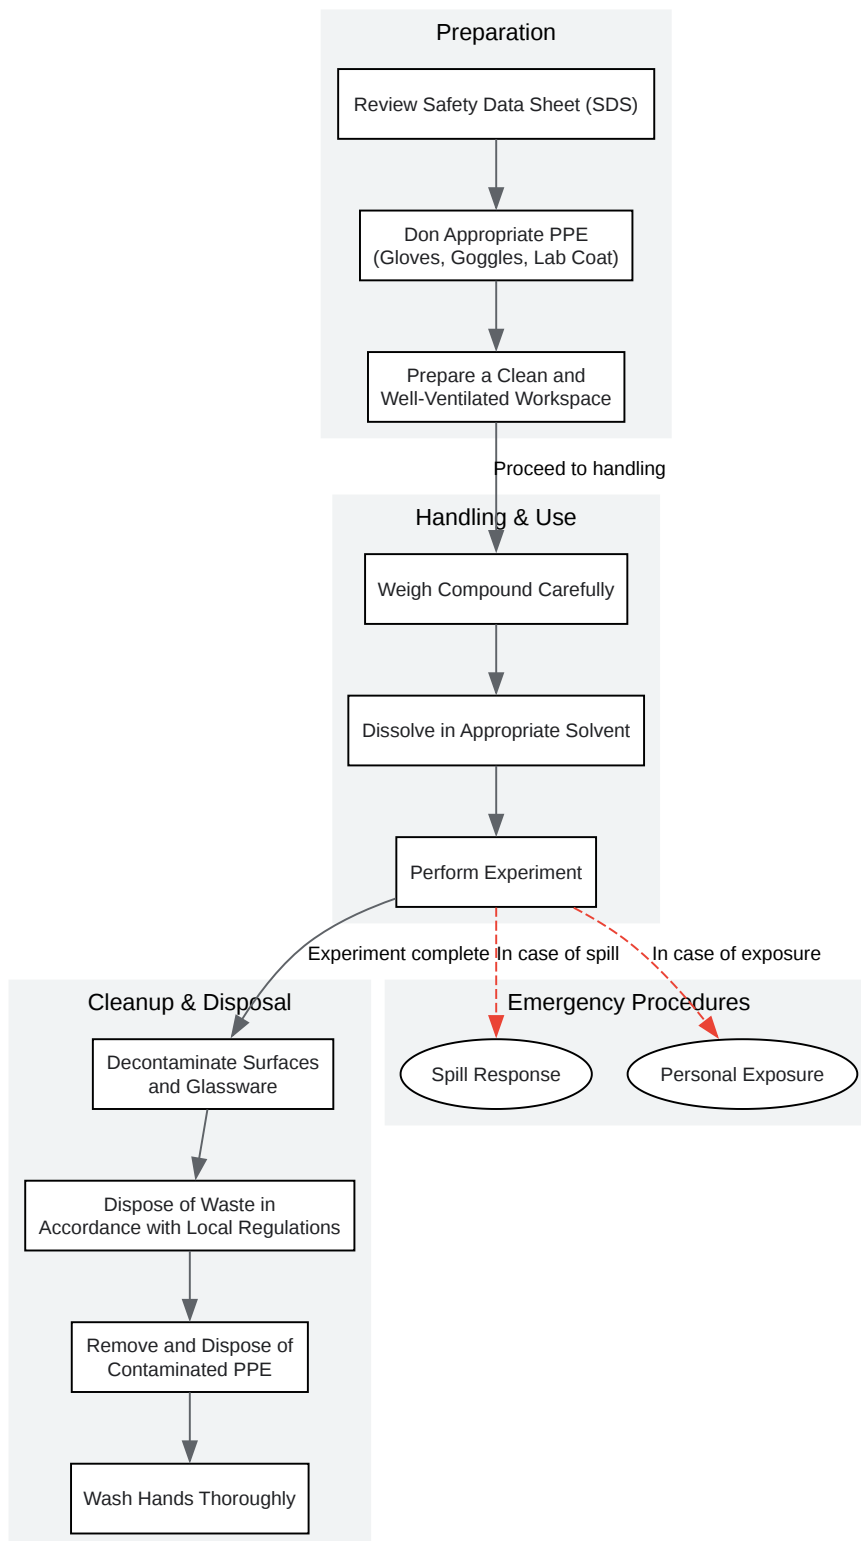 Preparation
Review Safety Data Sheet (SDS)
Don Appropriate PPE
(Gloves, Goggles, Lab Coat)
Prepare a Clean and
Well-Ventilated Workspace
Proceed to handling
Handling & Use
Weigh Compound Carefully
Dissolve in Appropriate Solvent
Perform Experiment
Experiment complete
In case of spill
In case of exposure
Cleanup & Disposal
Decontaminate Surfaces
and Glassware
Dispose of Waste in
Accordance with Local Regulations
Remove and Dispose of
Contaminated PPE
Wash Hands Thoroughly
Emergency Procedures
Spill Response
Personal Exposure